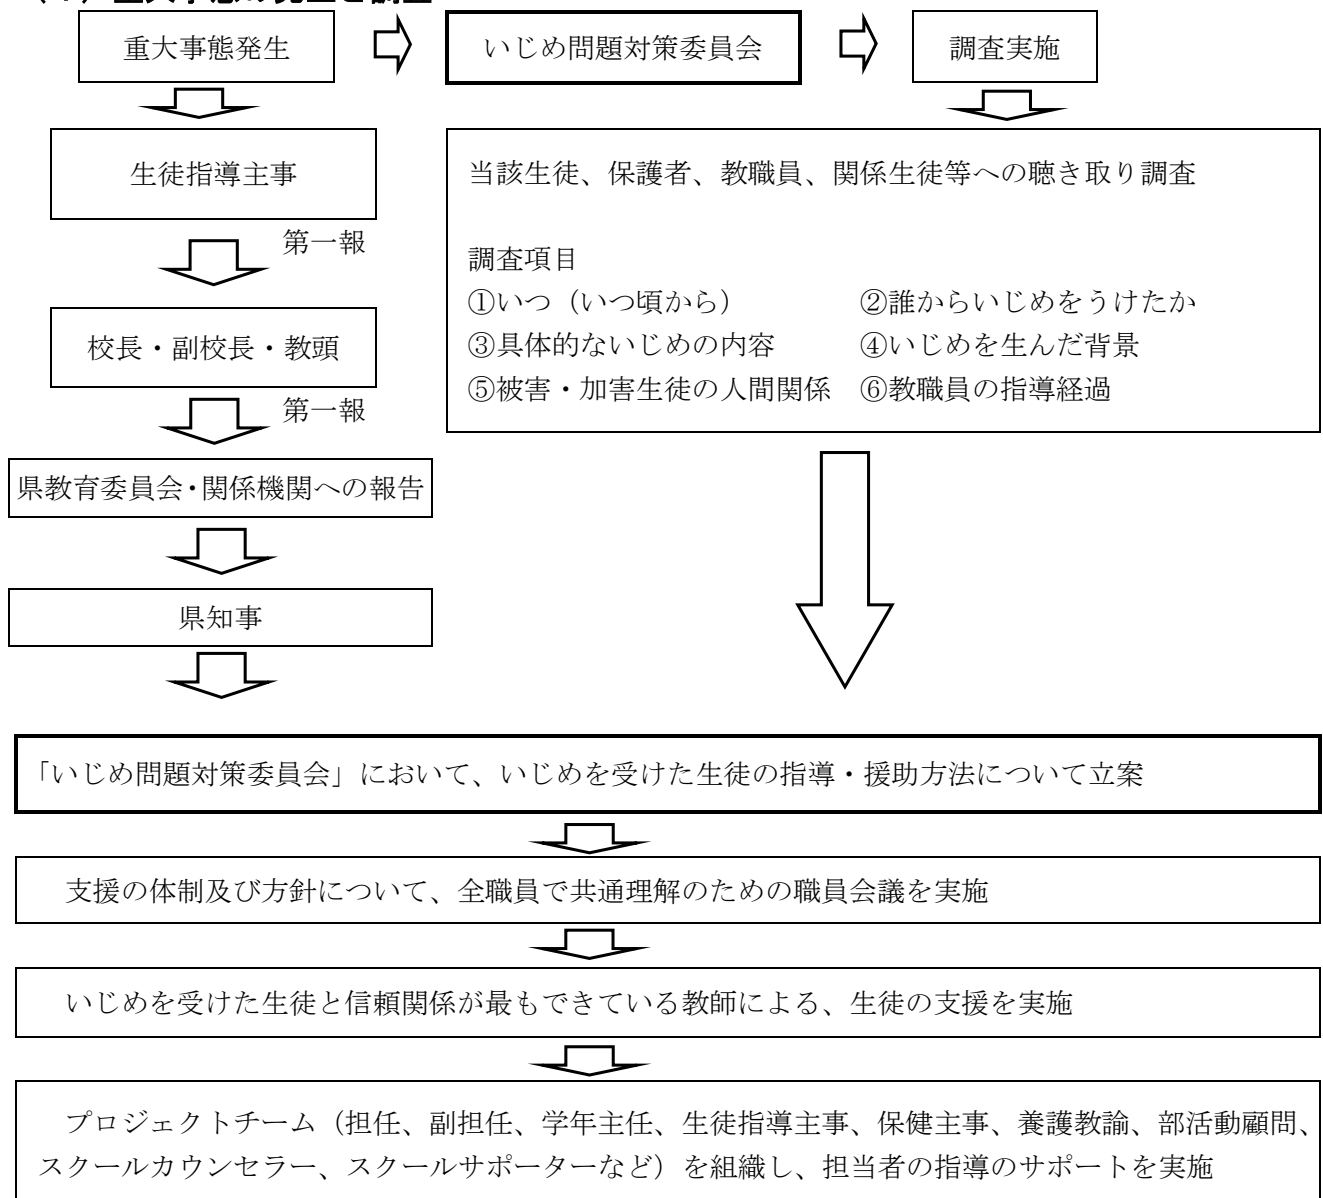 重大事態発生
いじめ問題対策委員会
調査実施
生徒指導主事
第一報
校長・副校長・教頭
第一報
県教育委員会・関係機関への報告
県知事
当該生徒、保護者、教職員、関係生徒等への聴き取り調査
調査項目
①いつ（いつ頃から） ②誰からいじめをうけたか
③具体的ないじめの内容 ④いじめを生んだ背景
⑤被害・加害生徒の人間関係 ⑥教職員の指導経過
「いじめ問題対策委員会」において、いじめを受けた生徒の指導・援助方法について立案
支援の体制及び方針について、全職員で共通理解のための職員会議を実施
いじめを受けた生徒と信頼関係が最もできている教師による、生徒の支援を実施
プロジェクトチーム（担任、副担任、学年主任、生徒指導主事、保健主事、養護教諭、部活動顧問、
スクールカウンセラー、スクールサポーターなど）を組織し、担当者の指導のサポートを実施